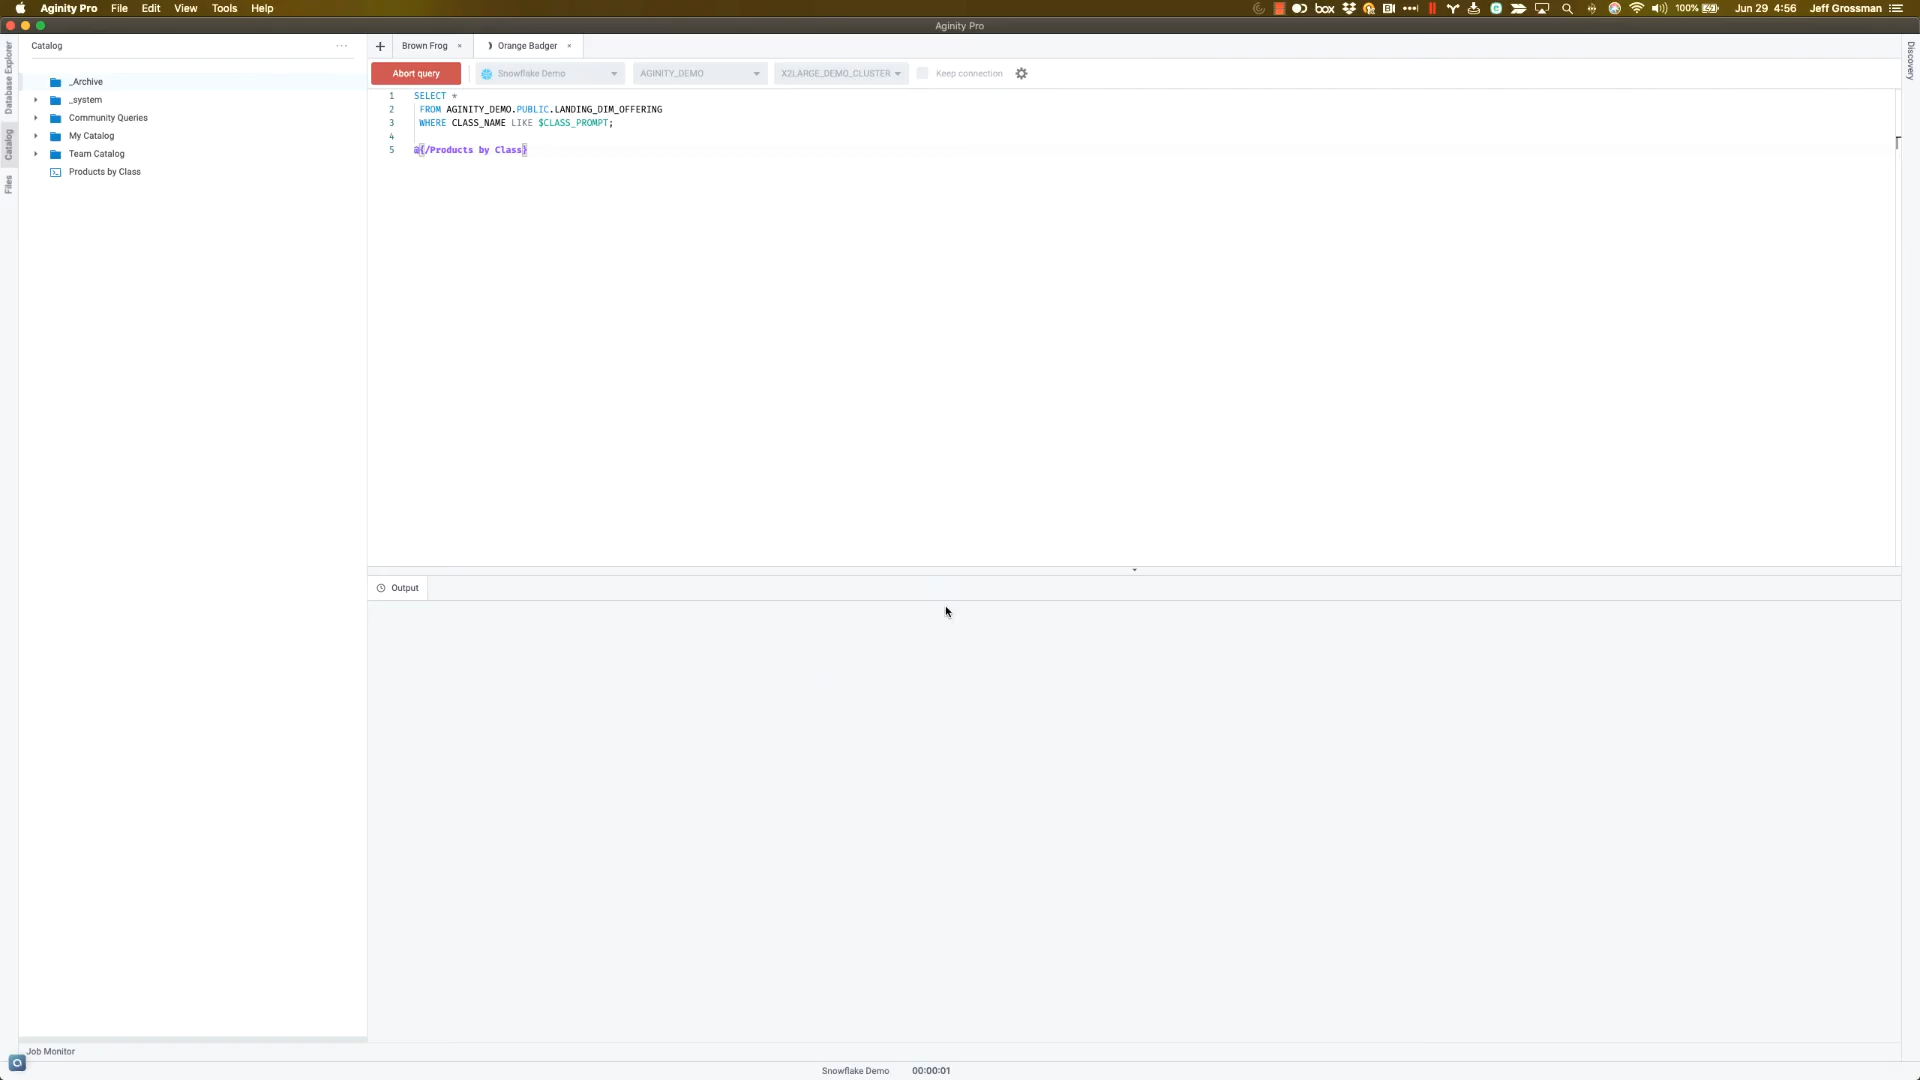 Aginity Pro File Edit View Tools Help
box 100% Jun 29 4:56 Jeff Grossman
Aginity Pro
Database Explorer
Catalog
Files
Catalog
_Archive
_system
Community Queries
My Catalog
Team Catalog
Products by Class
Brown Frog × Orange Badger ×
Abort query Snowflake Demo AGINITY_DEMO X2LARGE_DEMO_CLUSTER Keep connection
Discovery
1 SELECT *
2 FROM AGINITY_DEMO.PUBLIC.LANDING_DIM_OFFERING
3 WHERE CLASS_NAME LIKE $CLASS_PROMPT;
4
5 @{/Products by Class}
Output
Job Monitor
Snowflake Demo 00:00:01